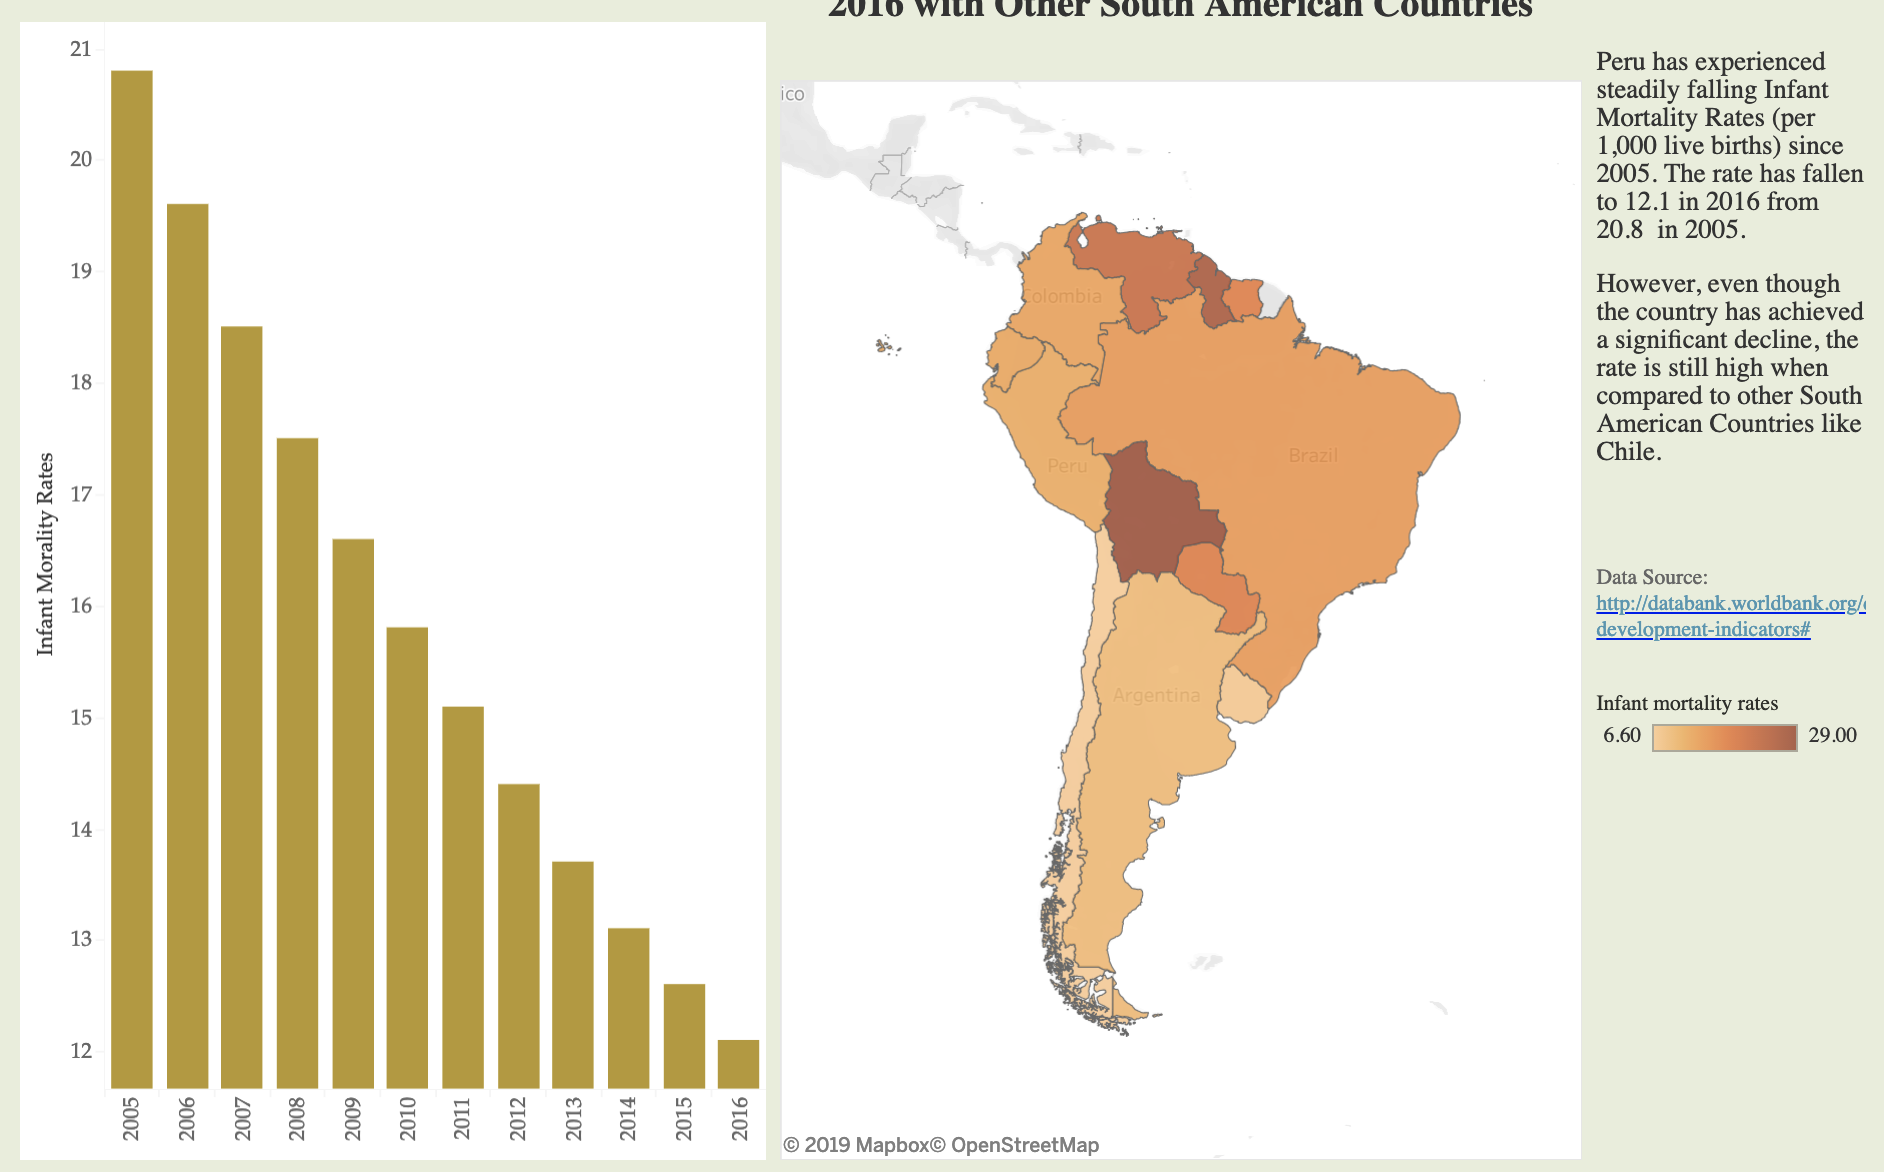 2016 with Other South American Countries
21
20
19
18
17
16
15
14
13
12
Infant Morality Rates
2005
2006
2007
2008
2009
2010
2011
2012
2013
2014
2015
2016
ico
Colombia
Peru
Brazil
Argentina
© 2019 Mapbox© OpenStreetMap
Peru has experienced
steadily falling Infant
Mortality Rates (per
1,000 live births) since
2005. The rate has fallen
to 12.1 in 2016 from
20.8  in 2005.
However, even though
the country has achieved
a significant decline, the
rate is still high when
compared to other South
American Countries like
Chile.
Data Source:
http://databank.worldbank.org/
development-indicators#
Infant mortality rates
6.60
29.00